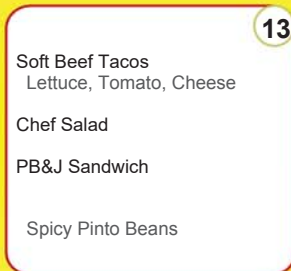 13
Soft Beef Tacos
Lettuce, Tomato, Cheese
Chef Salad
PB&J Sandwich
Spicy Pinto Beans